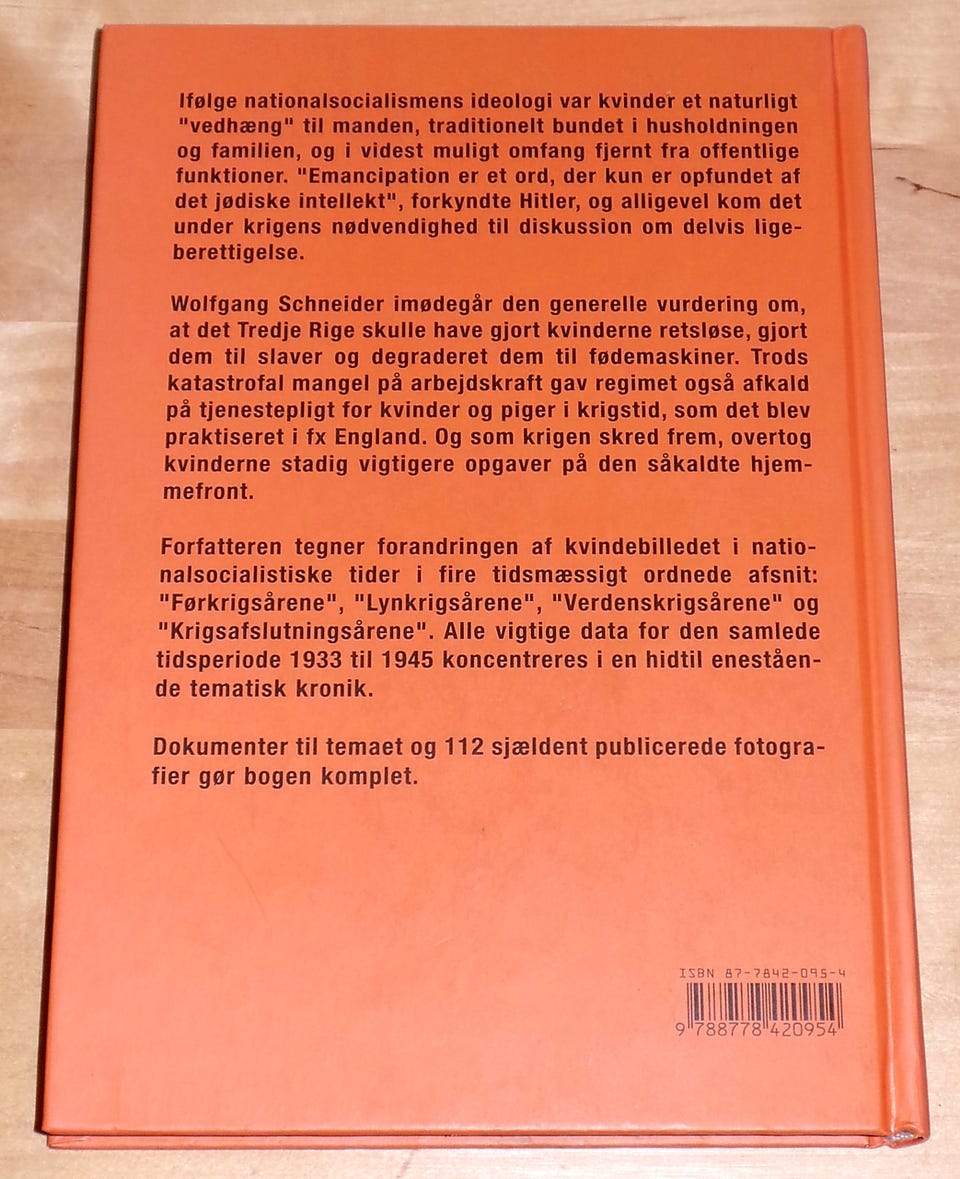 Ifølge nationalsocialismens ideologi var kvinder et naturligt
"vedhæng" til manden, traditionelt bundet i husholdningen
og familien, og i videst muligt omfang fjernt fra offentlige
funktioner. "Emancipation er et ord, der kun er opfundet af
det jødiske intellekt", forkyndte Hitler, og alligevel kom det
under krigens nødvendighed til diskussion om delvis lige-
berettigelse.
Wolfgang Schneider imødegår den generelle vurdering om,
at det Tredje Rige skulle have gjort kvinderne retsløse, gjort
dem til slaver og degraderet dem til fødemaskiner. Trods
katastrofal mangel på arbejdskraft gav regimet også afkald
på tjenestepligt for kvinder og piger i krigstid, som det blev
praktiseret i fx England. Og som krigen skred frem, overtog
kvinderne stadig vigtigere opgaver på den såkaldte hjem-
mefront.
Forfatteren tegner forandringen af kvindebilledet i natio-
nalsocialistiske tider i fire tidsmæssigt ordnede afsnit:
"Førkrigsårene", "Lynkrigsårene", "Verdenskrigsårene" og
"Krigsafslutningsårene". Alle vigtige data for den samlede
tidsperiode 1933 til 1945 koncentreres i en hidtil eneståen-
de tematisk kronik.
Dokumenter til temaet og 112 sjældent publicerede fotogra-
fier gør bogen komplet.
ISBN 87-7842-095-4
9 788778 420954